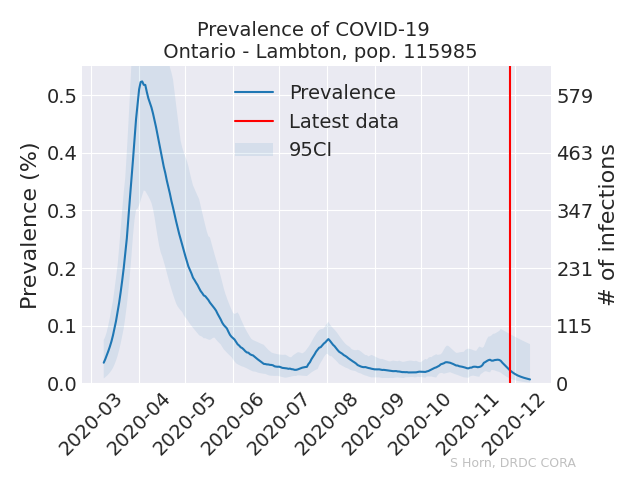 Prevalence of COVID-19
Ontario - Lambton, pop. 115985
Prevalence
Latest data
95CI
Prevalence (%)
0.5
0.4
0.3
0.2
0.1
0.0
579
463
347
231
115
0
# of infections
2020-03
2020-04
2020-05
2020-06
2020-07
2020-08
2020-09
2020-10
2020-11
2020-12
S Horn, DRDC CORA